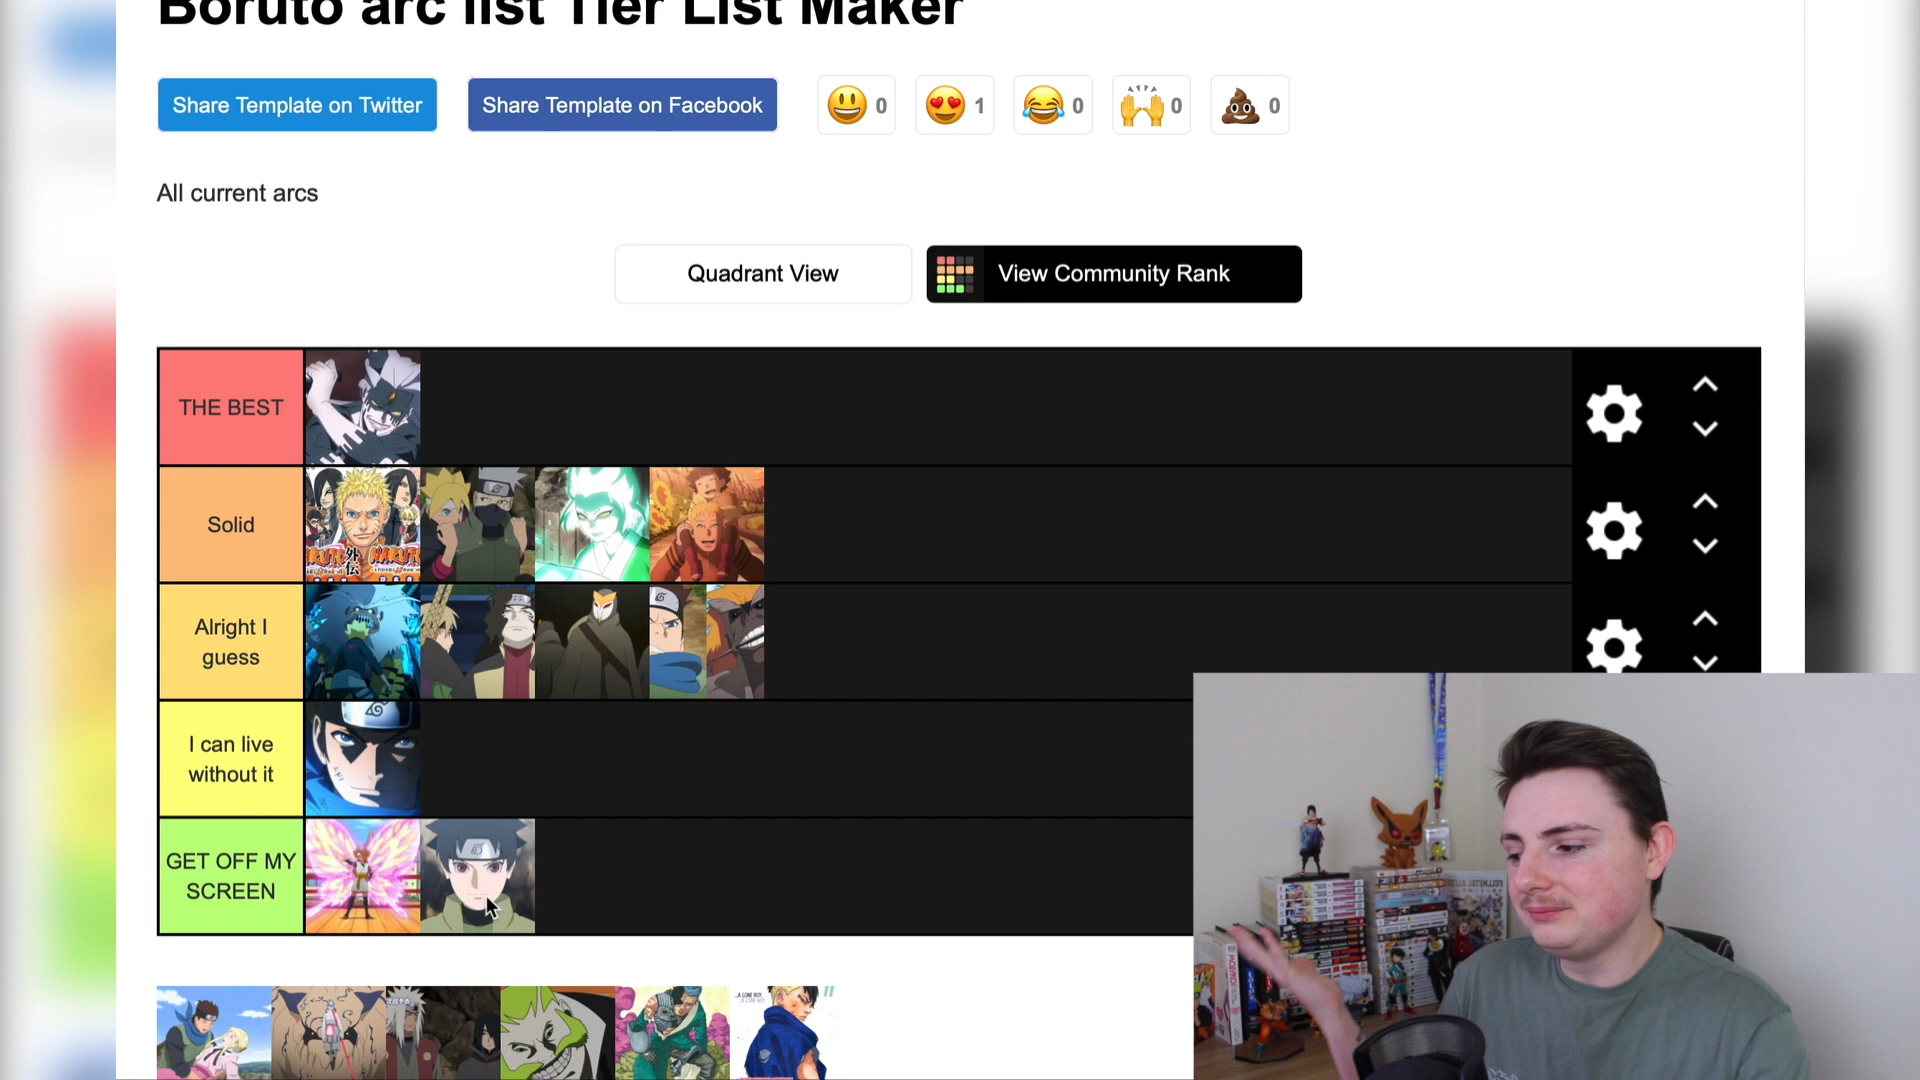 Boruto arc list Tier List Maker
Share Template on Twitter
Share Template on Facebook
0
1
0
0
0
All current arcs
Quadrant View
View Community Rank
THE BEST
Solid
外伝
Alright I
guess
I can live
without it
GET OFF MY
SCREEN